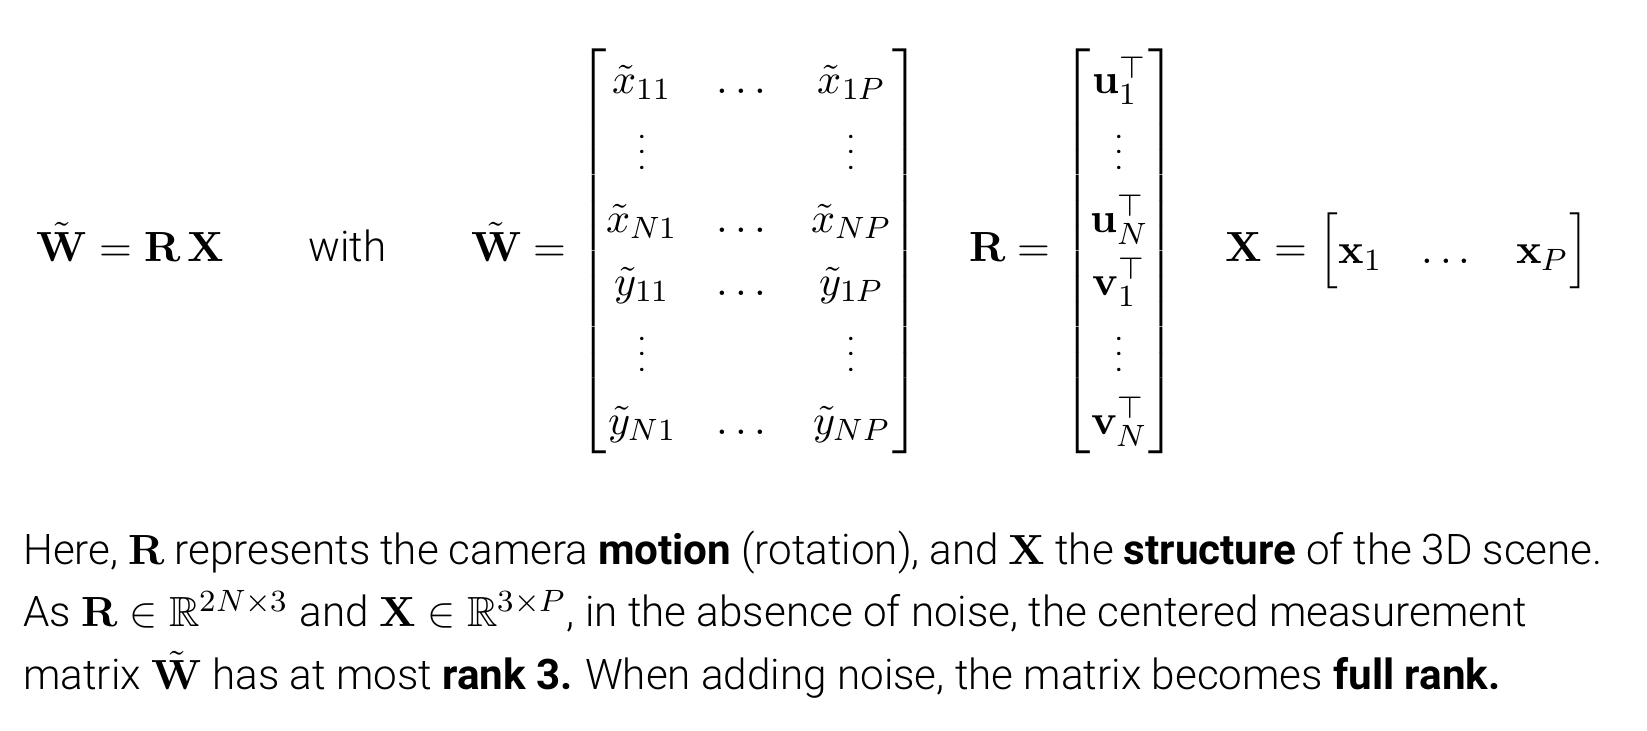 $\tilde{\mathbf{W}} = \mathbf{R}\,\mathbf{X}$ with $\tilde{\mathbf{W}} = \begin{bmatrix} \tilde{x}_{11} & \dots & \tilde{x}_{1P} \\ \vdots & & \vdots \\ \tilde{x}_{N1} & \dots & \tilde{x}_{NP} \\ \tilde{y}_{11} & \dots & \tilde{y}_{1P} \\ \vdots & & \vdots \\ \tilde{y}_{N1} & \dots & \tilde{y}_{NP} \end{bmatrix}$ $\mathbf{R} = \begin{bmatrix} \mathbf{u}_1^\top \\ \vdots \\ \mathbf{u}_N^\top \\ \mathbf{v}_1^\top \\ \vdots \\ \mathbf{v}_N^\top \end{bmatrix}$ $\mathbf{X} = \begin{bmatrix} \mathbf{x}_1 & \dots & \mathbf{x}_P \end{bmatrix}$
Here, $\mathbf{R}$ represents the camera motion (rotation), and $\mathbf{X}$ the structure of the 3D scene.
As $\mathbf{R} \in \mathbb{R}^{2N \times 3}$ and $\mathbf{X} \in \mathbb{R}^{3 \times P}$, in the absence of noise, the centered measurement
matrix $\tilde{\mathbf{W}}$ has at most rank 3. When adding noise, the matrix becomes full rank.